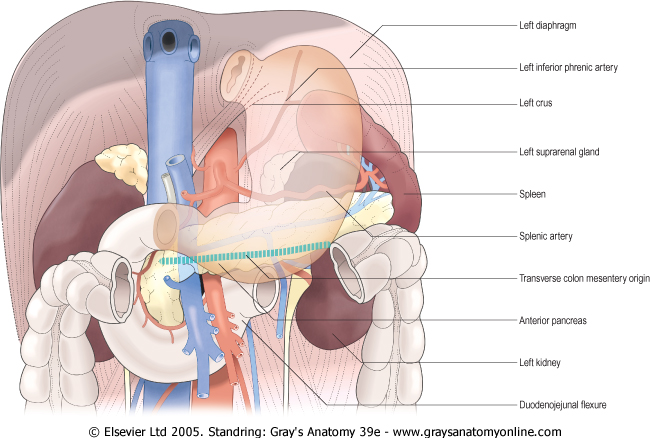 Left diaphragm
Left inferior phrenic artery
Left crus
Left suprarenal gland
Spleen
Splenic artery
Transverse colon mesentery origin
Anterior pancreas
Left kidney
Duodenojejunal flexure
© Elsevier Ltd 2005. Standring: Gray's Anatomy 39e - www.graysanatomyonline.com